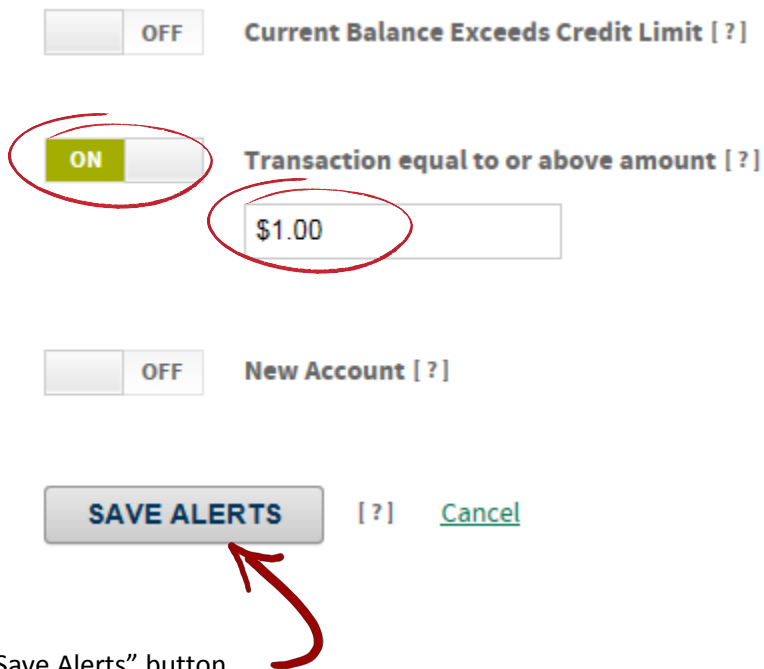 OFF Current Balance Exceeds Credit Limit [ ? ]
ON Transaction equal to or above amount [ ? ]
$1.00
OFF New Account [ ? ]
SAVE ALERTS [ ? ] Cancel
Save Alerts” button